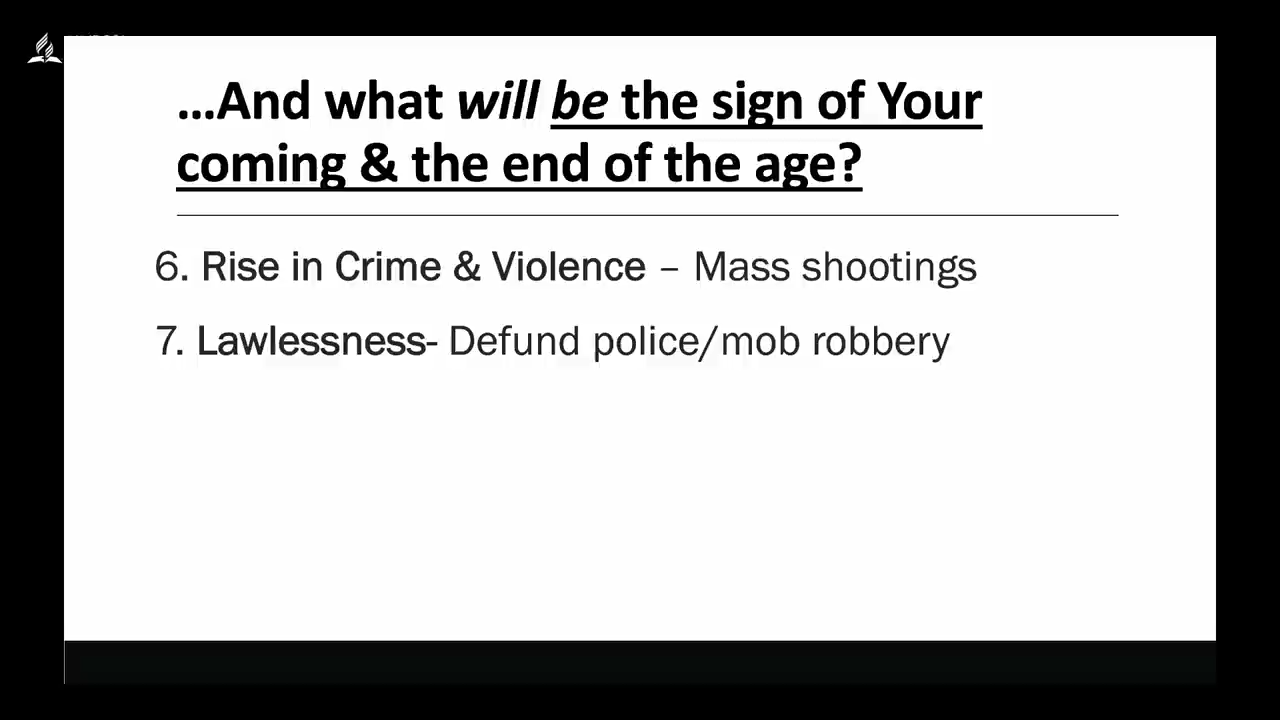 ...And what will be the sign of Your
coming & the end of the age?
6. Rise in Crime & Violence – Mass shootings
7. Lawlessness- Defund police/mob robbery